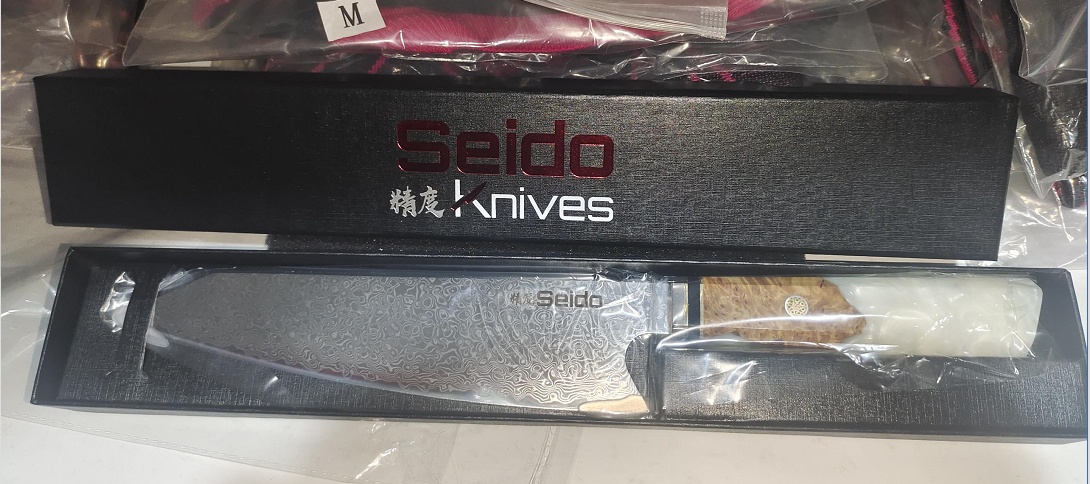 M
Seido
精度 Knives
精度 Seido